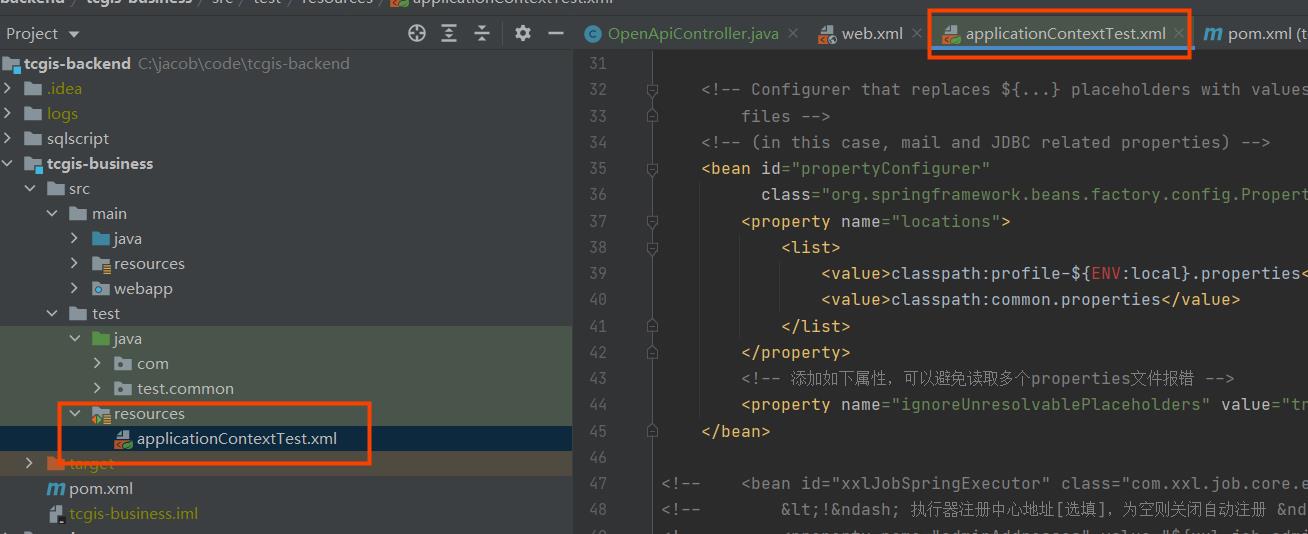 tcgis-business src test resources applicationContextTest.xml
Project
OpenApiController.java
web.xml
applicationContextTest.xml
pom.xml (t
tcgis-backend C:\jacob\code\tcgis-backend
.idea
logs
sqlscript
tcgis-business
src
main
java
resources
webapp
test
java
com
test.common
resources
applicationContextTest.xml
target
pom.xml
tcgis-business.iml
31
32 <!-- Configurer that replaces ${...} placeholders with values
33 files -->
34 <!-- (in this case, mail and JDBC related properties) -->
35 <bean id="propertyConfigurer"
36 class="org.springframework.beans.factory.config.Propert
37 <property name="locations">
38 <list>
39 <value>classpath:profile-${ENV:local}.properties<
40 <value>classpath:common.properties</value>
41 </list>
42 </property>
43 <!-- 添加如下属性，可以避免读取多个properties文件报错 -->
44 <property name="ignoreUnresolvablePlaceholders" value="tr
45 </bean>
46
47 <!-- <bean id="xxlJobSpringExecutor" class="com.xxl.job.core.e
48 <!-- &lt;!&ndash; 执行器注册中心地址[选填]，为空则关闭自动注册 &nd